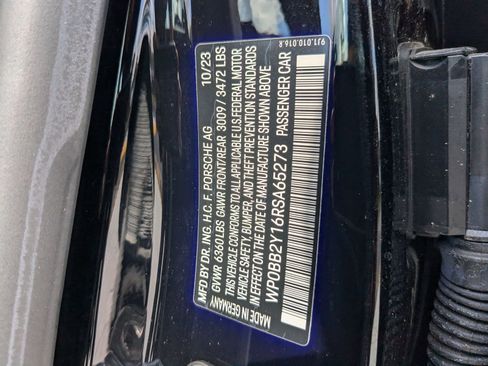 9J1.010.016.R
MFD. BY DR. ING. H.C. F. PORSCHE AG 10/23
GVWR 6360 LBS GAWR FRONT/REAR 3009 / 3472 LBS
THIS VEHICLE CONFORMS TO ALL APPLICABLE U.S. FEDERAL MOTOR
VEHICLE SAFETY, BUMPER, AND THEFT PREVENTION STANDARDS
IN EFFECT ON THE DATE OF MANUFACTURE SHOWN ABOVE
WP0BB2Y16RSA65273 PASSENGER CAR
MADE IN GERMANY